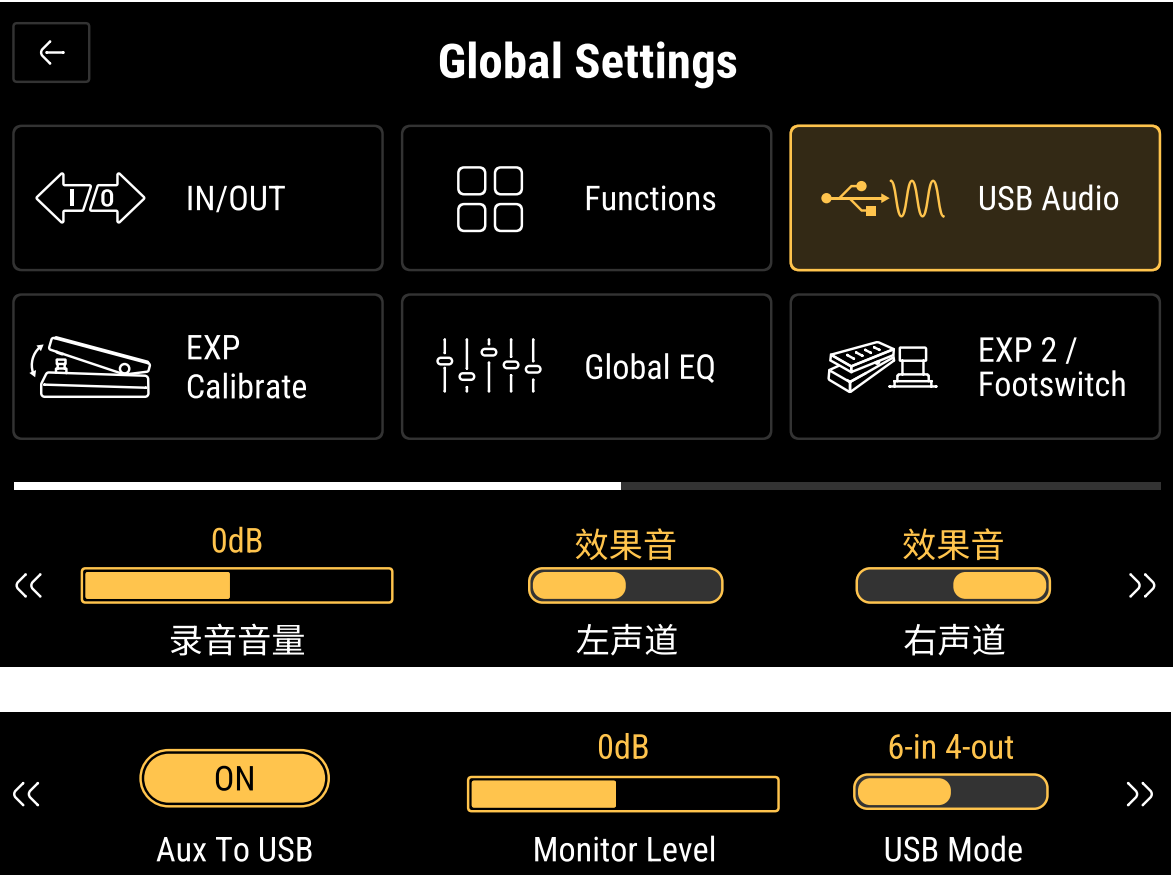 Global Settings
I/O IN/OUT
Functions
USB Audio
EXP
Calibrate
Global EQ
EXP 2 /
Footswitch
0dB
效果音
效果音
录音音量
左声道
右声道
ON
0dB
6-in 4-out
Aux To USB
Monitor Level
USB Mode